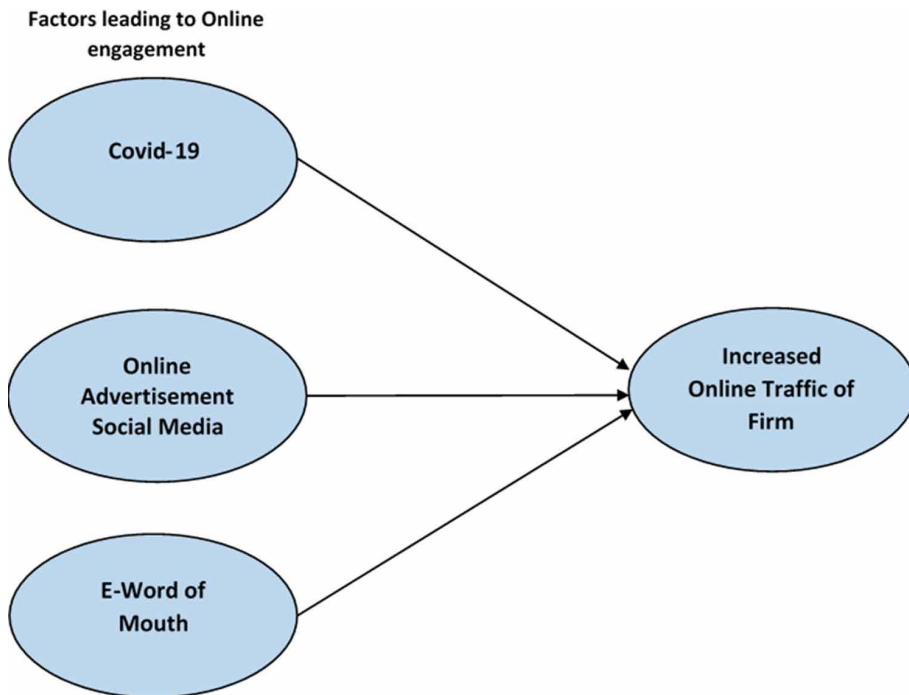 Factors leading to Online
engagement
Covid-19
Online
Advertisement
Social Media
Increased
Online Traffic of
Firm
E-Word of
Mouth